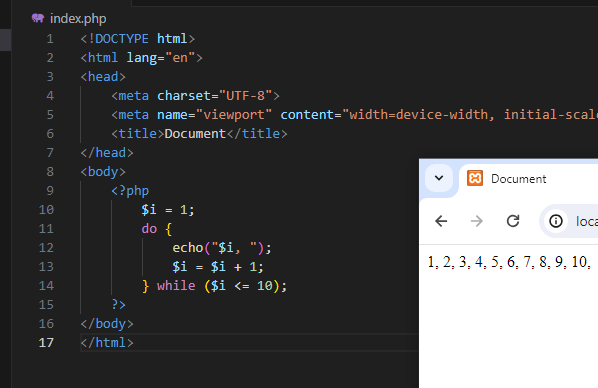 index.php
1 <!DOCTYPE html>
2 <html lang="en">
3 <head>
4 <meta charset="UTF-8">
5 <meta name="viewport" content="width=device-width, initial-scale
6 <title>Document</title>
7 </head>
8 <body>
9 <?php
10 $i = 1;
11 do {
12 echo("$i, ");
13 $i = $i + 1;
14 } while ($i <= 10);
15 ?>
16 </body>
17 </html>
Document
loca
1, 2, 3, 4, 5, 6, 7, 8, 9, 10,